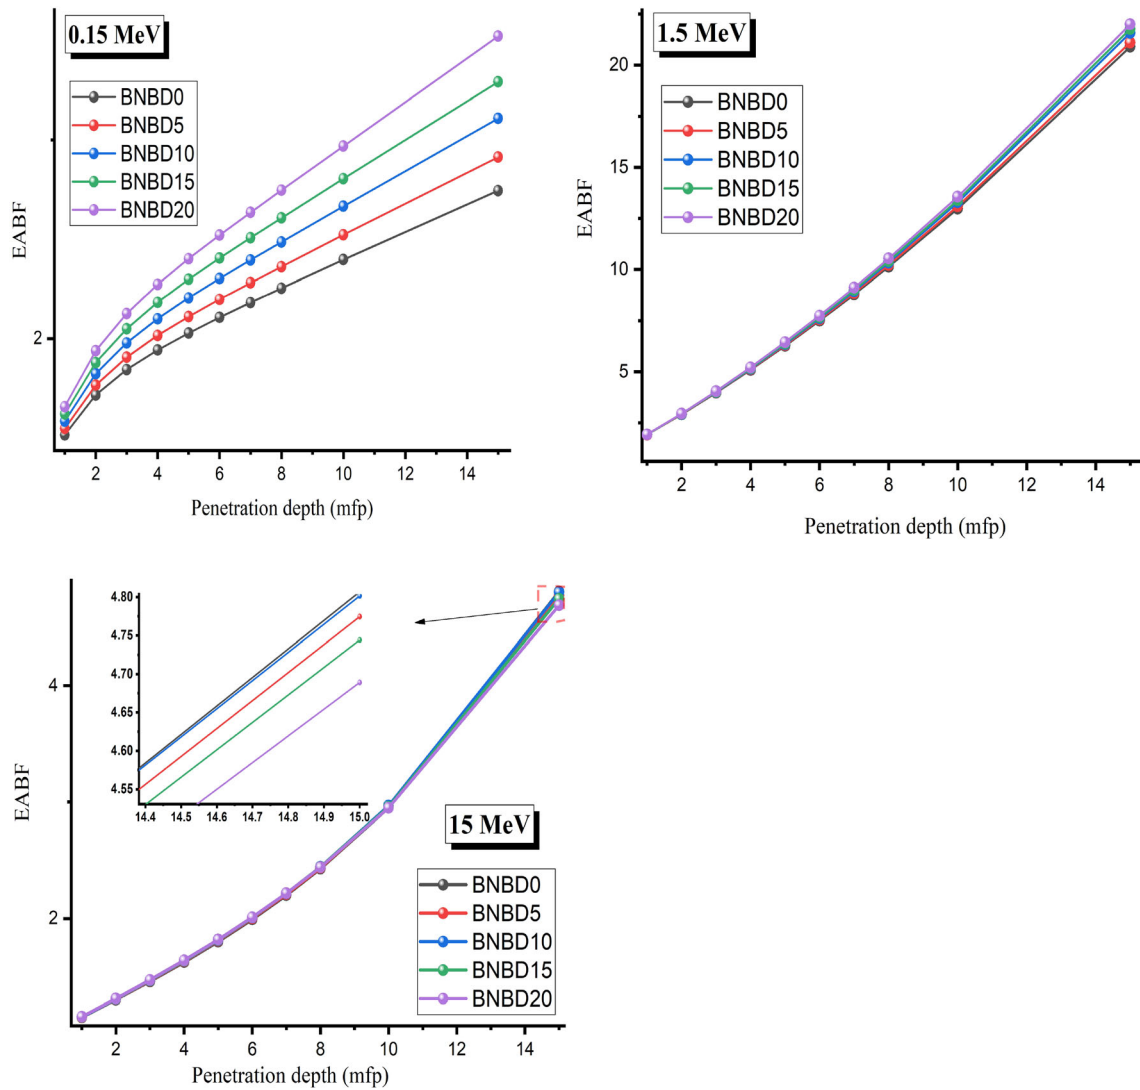 0.15 MeV
BNBD0
BNBD5
BNBD10
BNBD15
BNBD20
EABF
2
2 4 6 8 10 12 14
Penetration depth (mfp)
1.5 MeV
BNBD0
BNBD5
BNBD10
BNBD15
BNBD20
EABF
20
15
10
5
2 4 6 8 10 12 14
Penetration depth (mfp)
4.80
4.75
4.70
4.65
4.60
4.55
14.4 14.5 14.6 14.7 14.8 14.9 15.0
EABF
4
2
15 MeV
BNBD0
BNBD5
BNBD10
BNBD15
BNBD20
2 4 6 8 10 12 14
Penetration depth (mfp)